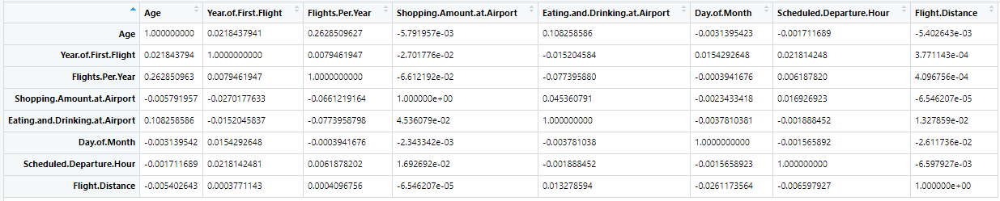 Age Year.of.First.Flight Flights.Per.Year Shopping.Amount.at.Airport Eating.and.Drinking.at.Airport Day.of.Month Scheduled.Departure.Hour Flight.Distance
Age 1.000000000 0.0218437941 0.2628509627 -5.791957e-03 0.108258586 -0.0031395423 -0.001711689 -5.402643e-03
Year.of.First.Flight 0.021843794 1.0000000000 0.0079461947 -2.701776e-02 -0.015204584 0.0154292648 0.021814248 3.771143e-04
Flights.Per.Year 0.262850963 0.0079461947 1.0000000000 -6.612192e-02 -0.077395880 -0.0003941676 0.006187820 4.096756e-04
Shopping.Amount.at.Airport -0.005791957 -0.0270177633 -0.0661219164 1.000000e+00 0.045360791 -0.0023433418 0.016926923 -6.546207e-05
Eating.and.Drinking.at.Airport 0.108258586 -0.0152045837 -0.0773958798 4.536079e-02 1.000000000 -0.0037810381 -0.001888452 1.327859e-02
Day.of.Month -0.003139542 0.0154292648 -0.0003941676 -2.343342e-03 -0.003781038 1.0000000000 -0.001565892 -2.611736e-02
Scheduled.Departure.Hour -0.001711689 0.0218142481 0.0061878202 1.692692e-02 -0.001888452 -0.0015658923 1.000000000 -6.597927e-03
Flight.Distance -0.005402643 0.0003771143 0.0004096756 -6.546207e-05 0.013278594 -0.0261173564 -0.006597927 1.000000e+00